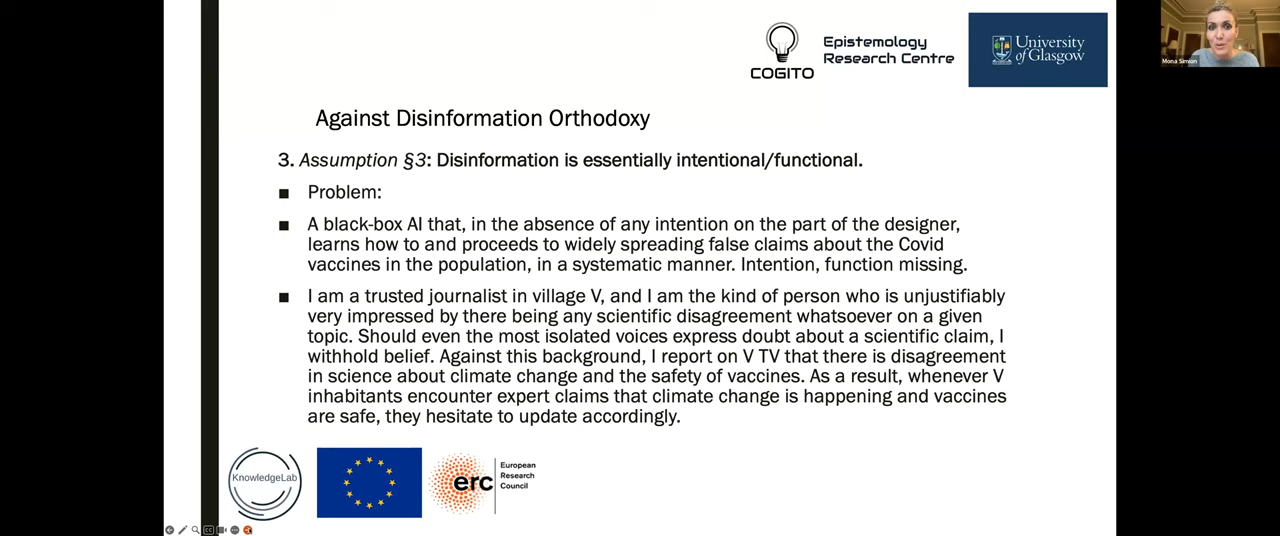 COGITO
Epistemology
Research Centre
University
of Glasgow
Mona Simion
Against Disinformation Orthodoxy
3. Assumption §3: Disinformation is essentially intentional/functional.
■ Problem:
■ A black-box AI that, in the absence of any intention on the part of the designer,
learns how to and proceeds to widely spreading false claims about the Covid
vaccines in the population, in a systematic manner. Intention, function missing.
■ I am a trusted journalist in village V, and I am the kind of person who is unjustifiably
very impressed by there being any scientific disagreement whatsoever on a given
topic. Should even the most isolated voices express doubt about a scientific claim, I
withhold belief. Against this background, I report on V TV that there is disagreement
in science about climate change and the safety of vaccines. As a result, whenever V
inhabitants encounter expert claims that climate change is happening and vaccines
are safe, they hesitate to update accordingly.
KnowledgeLab
erc
European
Research
Council